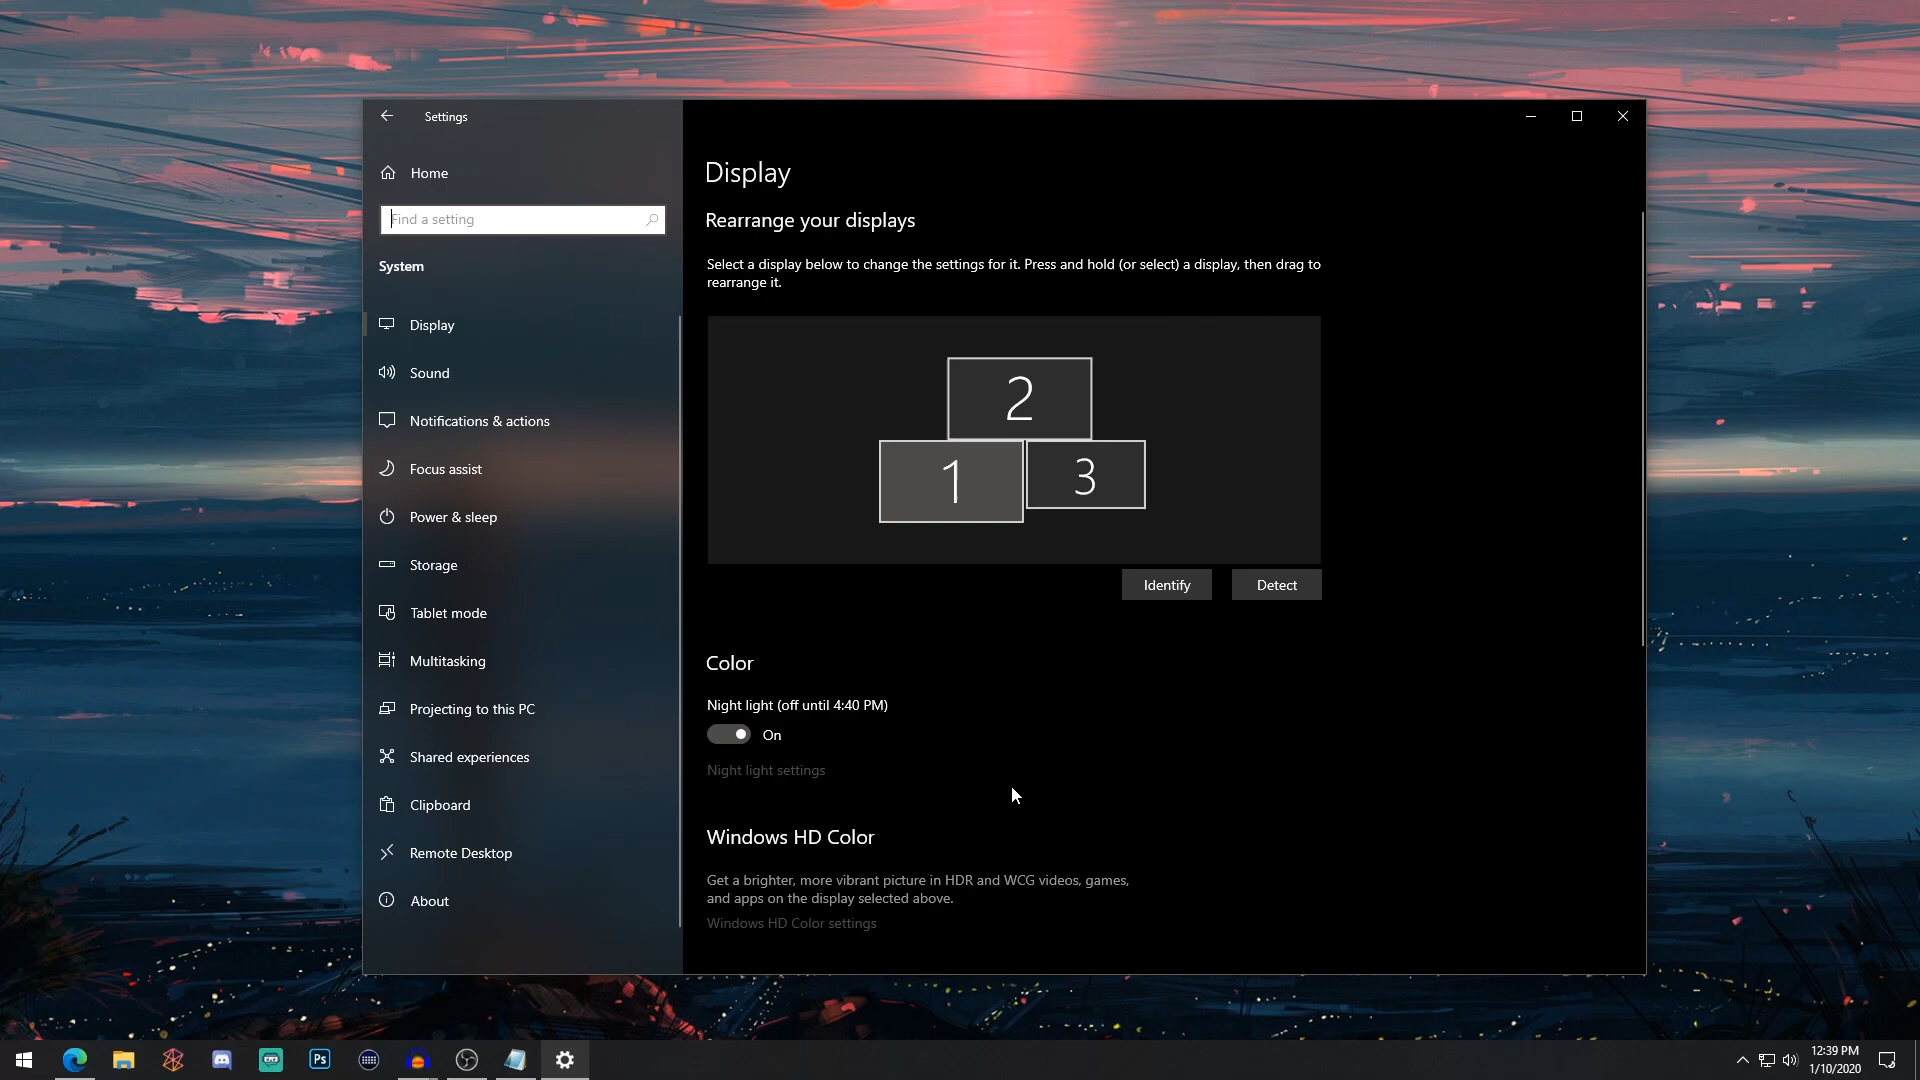 Settings
Home
Find a setting
System
Display
Sound
Notifications & actions
Focus assist
Power & sleep
Storage
Tablet mode
Multitasking
Projecting to this PC
Shared experiences
Clipboard
Remote Desktop
About
Display
Rearrange your displays
Select a display below to change the settings for it. Press and hold (or select) a display, then drag to
rearrange it.
2
1
3
Identify
Detect
Color
Night light (off until 4:40 PM)
On
Night light settings
Windows HD Color
Get a brighter, more vibrant picture in HDR and WCG videos, games,
and apps on the display selected above.
Windows HD Color settings
Ps
12:39 PM
1/10/2020